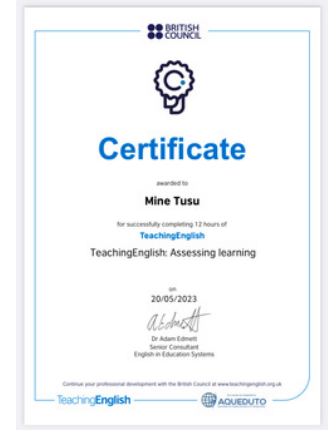 BRITISH
COUNCIL
Certificate
awarded to
Mine Tusu
for successfully completing 12 hours of
TeachingEnglish
TeachingEnglish: Assessing learning
on
20/05/2023
Dr Adam Edmett
Senior Consultant
English in Education Systems
Continue your professional development with the British Council at www.teachingenglish.org.uk
TeachingEnglish
AQUEDUTO